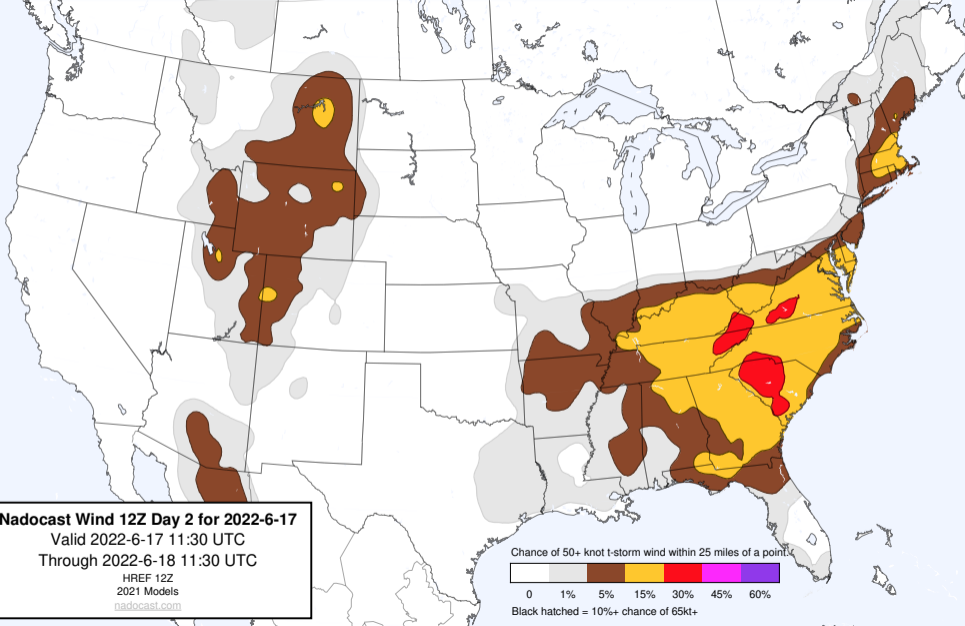 Nadocast Wind 12Z Day 2 for 2022-6-17
Valid 2022-6-17 11:30 UTC
Through 2022-6-18 11:30 UTC
HREF 12Z
2021 Models
nadocast.com
Chance of 50+ knot t-storm wind within 25 miles of a point.
0 1% 5% 15% 30% 45% 60%
Black hatched = 10%+ chance of 65kt+